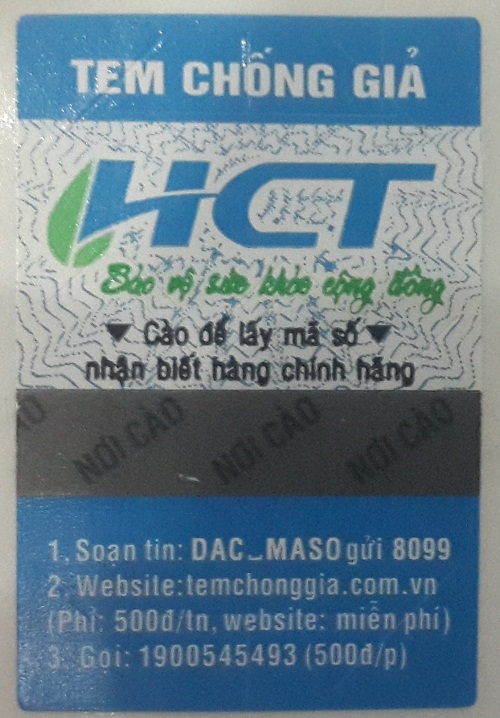 TEM CHỐNG GIẢ
HCT
Bảo vệ sức khỏe cộng đồng
▼ Cào để lấy mã số ▼
nhận biết hàng chính hãng
NƠI CÀO NƠI CÀO NƠI CÀO
1. Soạn tin: DAC_MASO gửi 8099
2. Website:temchonggia.com.vn
(Phí: 500đ/tn, website: miễn phí)
3. Gọi: 1900545493 (500đ/p)